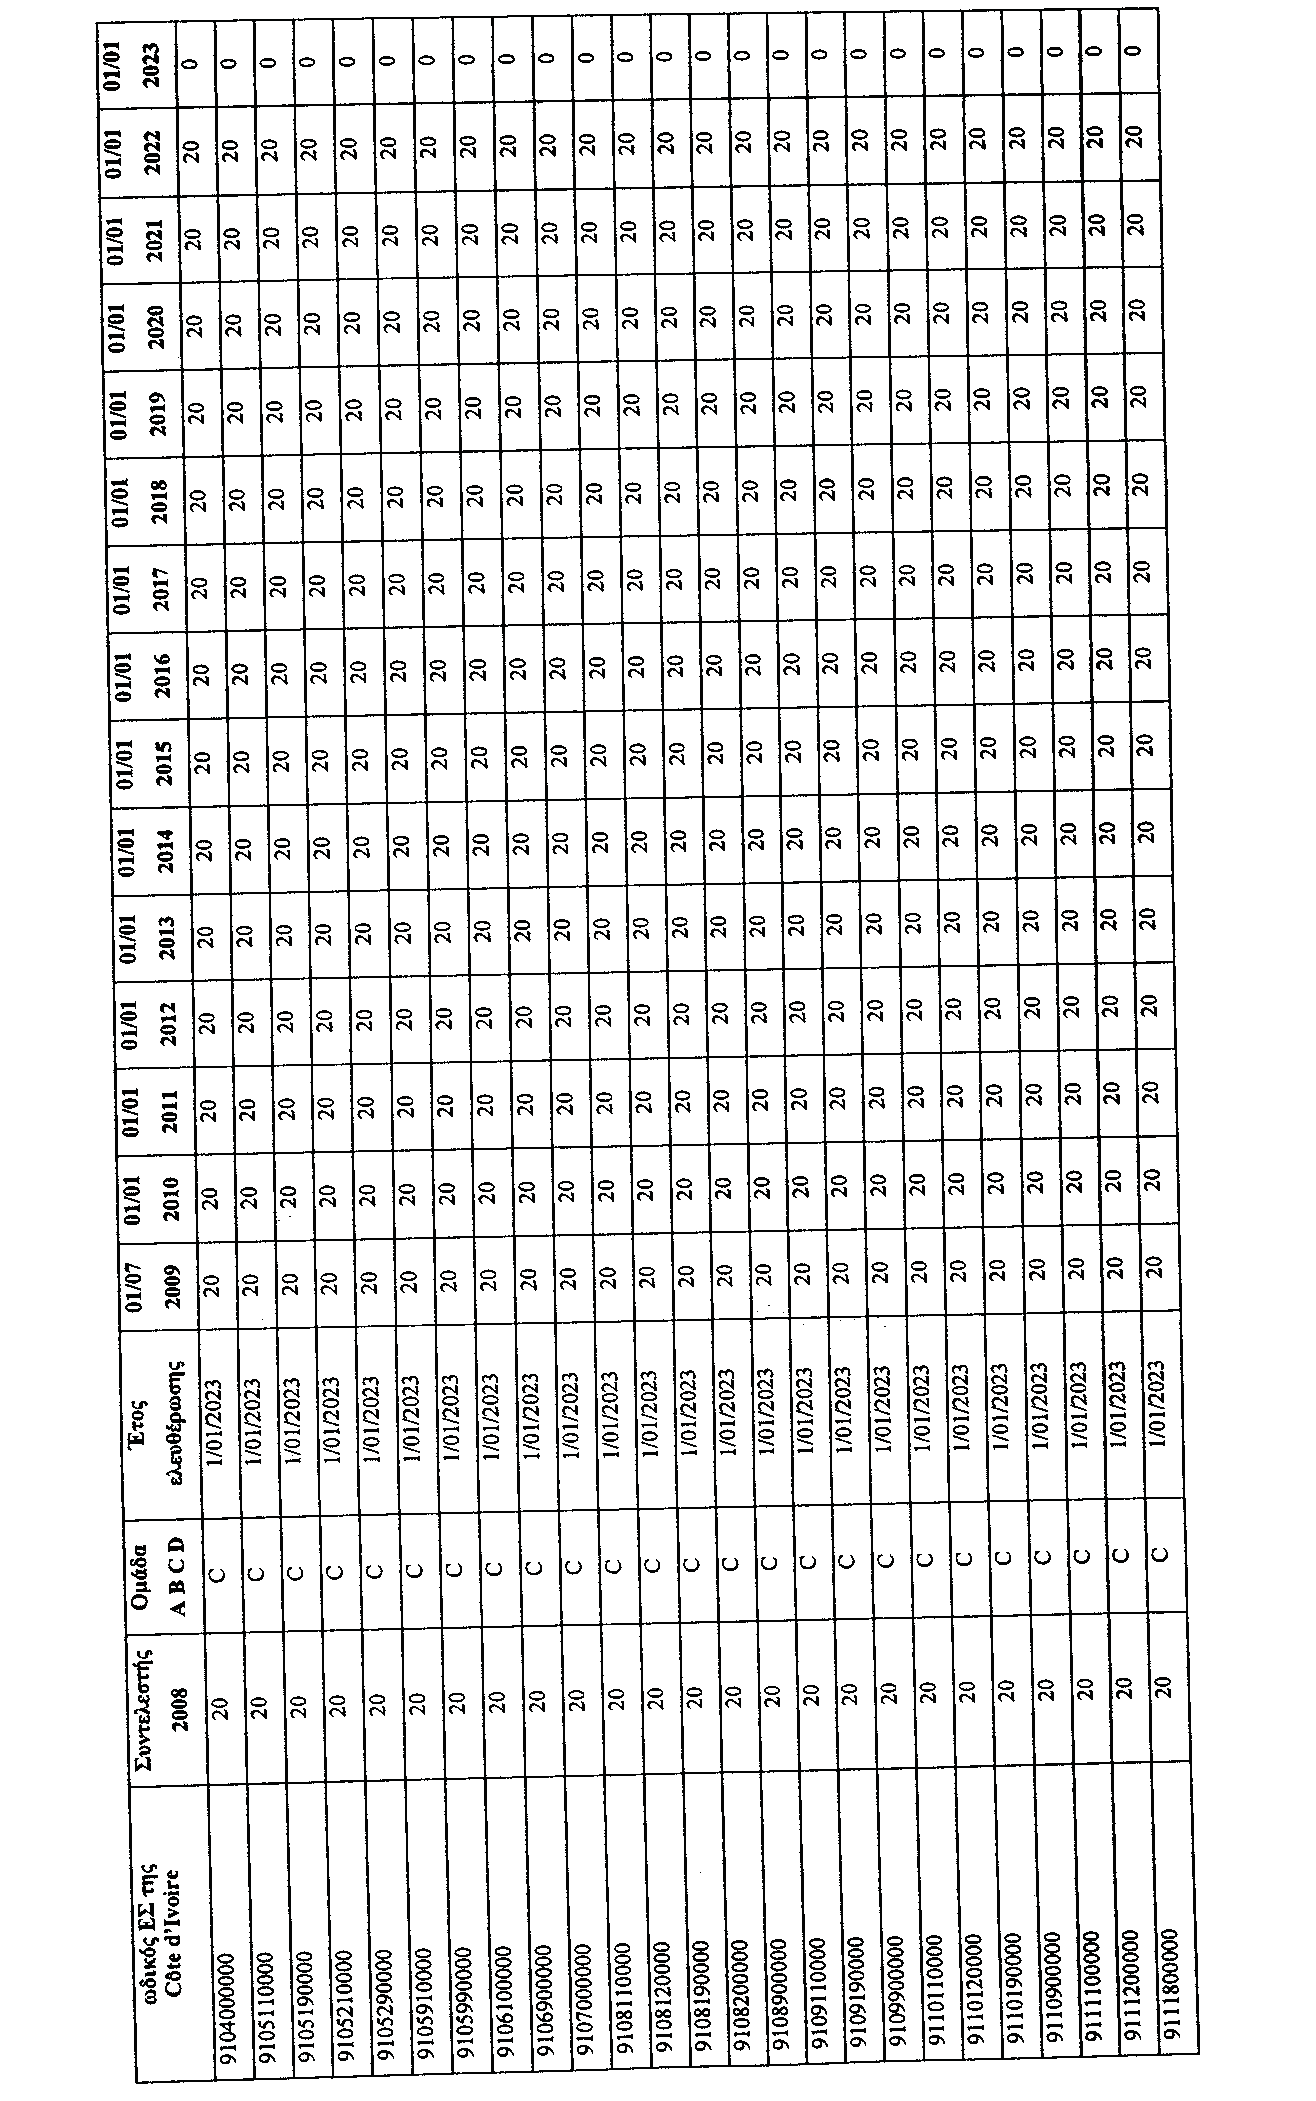 ωδικός ΕΣ της Côte d'Ivoire Συντελεστής 2008 Ομάδα A B C D Έτος ελευθέρωσης 01/07 2009 01/01 2010 01/01 2011 01/01 2012 01/01 2013 01/01 2014 01/01 2015 01/01 2016 01/01 2017 01/01 2018 01/01 2019 01/01 2020 01/01 2021 01/01 2022 01/01 2023
9104000000 20 C 1/01/2023 20 20 20 20 20 20 20 20 20 20 20 20 20 20 0
9105110000 20 C 1/01/2023 20 20 20 20 20 20 20 20 20 20 20 20 20 20 0
9105190000 20 C 1/01/2023 20 20 20 20 20 20 20 20 20 20 20 20 20 20 0
9105210000 20 C 1/01/2023 20 20 20 20 20 20 20 20 20 20 20 20 20 20 0
9105290000 20 C 1/01/2023 20 20 20 20 20 20 20 20 20 20 20 20 20 20 0
9105910000 20 C 1/01/2023 20 20 20 20 20 20 20 20 20 20 20 20 20 20 0
9105990000 20 C 1/01/2023 20 20 20 20 20 20 20 20 20 20 20 20 20 20 0
9106100000 20 C 1/01/2023 20 20 20 20 20 20 20 20 20 20 20 20 20 20 0
9106900000 20 C 1/01/2023 20 20 20 20 20 20 20 20 20 20 20 20 20 20 0
9107000000 20 C 1/01/2023 20 20 20 20 20 20 20 20 20 20 20 20 20 20 0
9108110000 20 C 1/01/2023 20 20 20 20 20 20 20 20 20 20 20 20 20 20 0
9108120000 20 C 1/01/2023 20 20 20 20 20 20 20 20 20 20 20 20 20 20 0
9108190000 20 C 1/01/2023 20 20 20 20 20 20 20 20 20 20 20 20 20 20 0
9108200000 20 C 1/01/2023 20 20 20 20 20 20 20 20 20 20 20 20 20 20 0
9108900000 20 C 1/01/2023 20 20 20 20 20 20 20 20 20 20 20 20 20 20 0
9109110000 20 C 1/01/2023 20 20 20 20 20 20 20 20 20 20 20 20 20 20 0
9109190000 20 C 1/01/2023 20 20 20 20 20 20 20 20 20 20 20 20 20 20 0
9109900000 20 C 1/01/2023 20 20 20 20 20 20 20 20 20 20 20 20 20 20 0
9110110000 20 C 1/01/2023 20 20 20 20 20 20 20 20 20 20 20 20 20 20 0
9110120000 20 C 1/01/2023 20 20 20 20 20 20 20 20 20 20 20 20 20 20 0
9110190000 20 C 1/01/2023 20 20 20 20 20 20 20 20 20 20 20 20 20 20 0
9110900000 20 C 1/01/2023 20 20 20 20 20 20 20 20 20 20 20 20 20 20 0
9111100000 20 C 1/01/2023 20 20 20 20 20 20 20 20 20 20 20 20 20 20 0
9111200000 20 C 1/01/2023 20 20 20 20 20 20 20 20 20 20 20 20 20 20 0
9111800000 20 C 1/01/2023 20 20 20 20 20 20 20 20 20 20 20 20 20 20 0